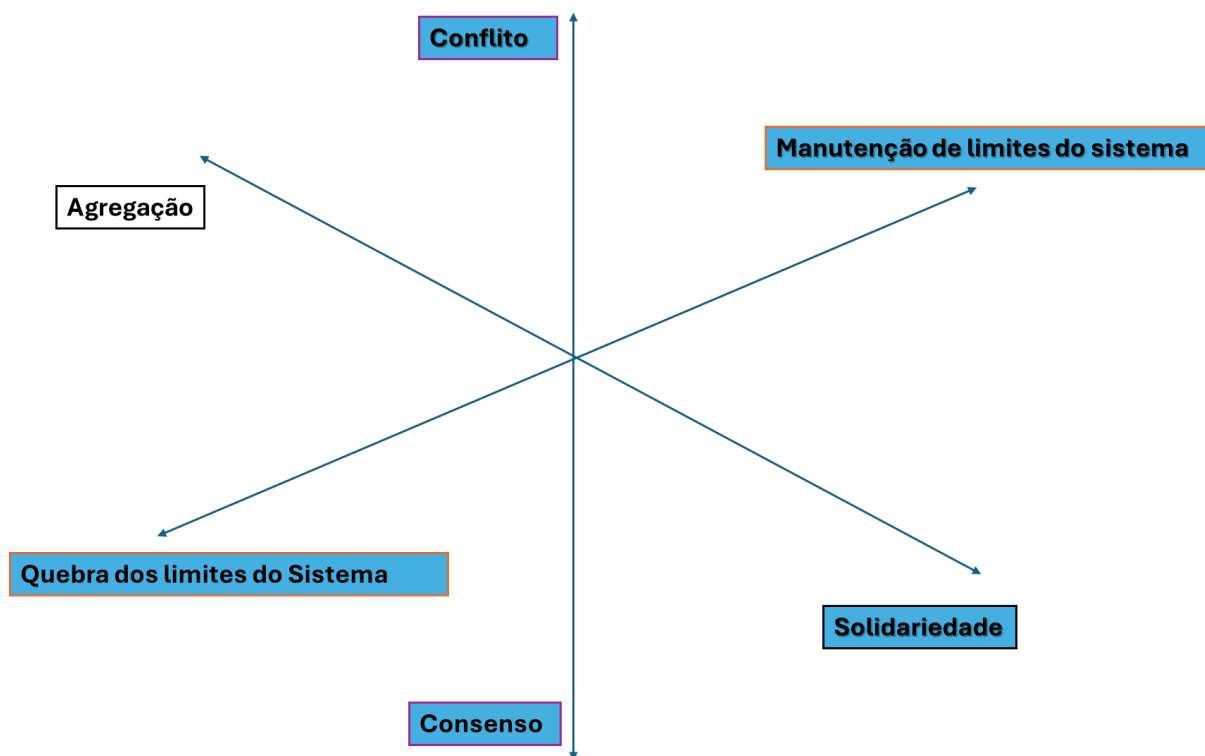 Conflito
Manutenção de limites do sistema
Agregação
Quebra dos limites do Sistema
Solidariedade
Consenso